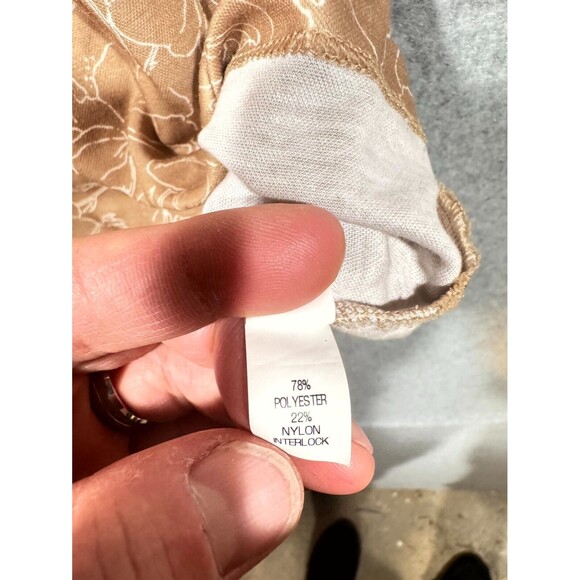 78%
POLYESTER
22%
NYLON
INTERLOCK